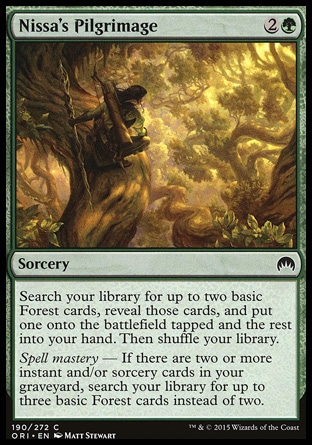 Nissa's Pilgrimage 2
Sorcery
Search your library for up to two basic
Forest cards, reveal those cards, and put
one onto the battlefield tapped and the rest
into your hand. Then shuffle your library.
Spell mastery — If there are two or more
instant and/or sorcery cards in your
graveyard, search your library for up to
three basic Forest cards instead of two.
190/272 C
ORI • EN Matt Stewart
™ & © 2015 Wizards of the Coast